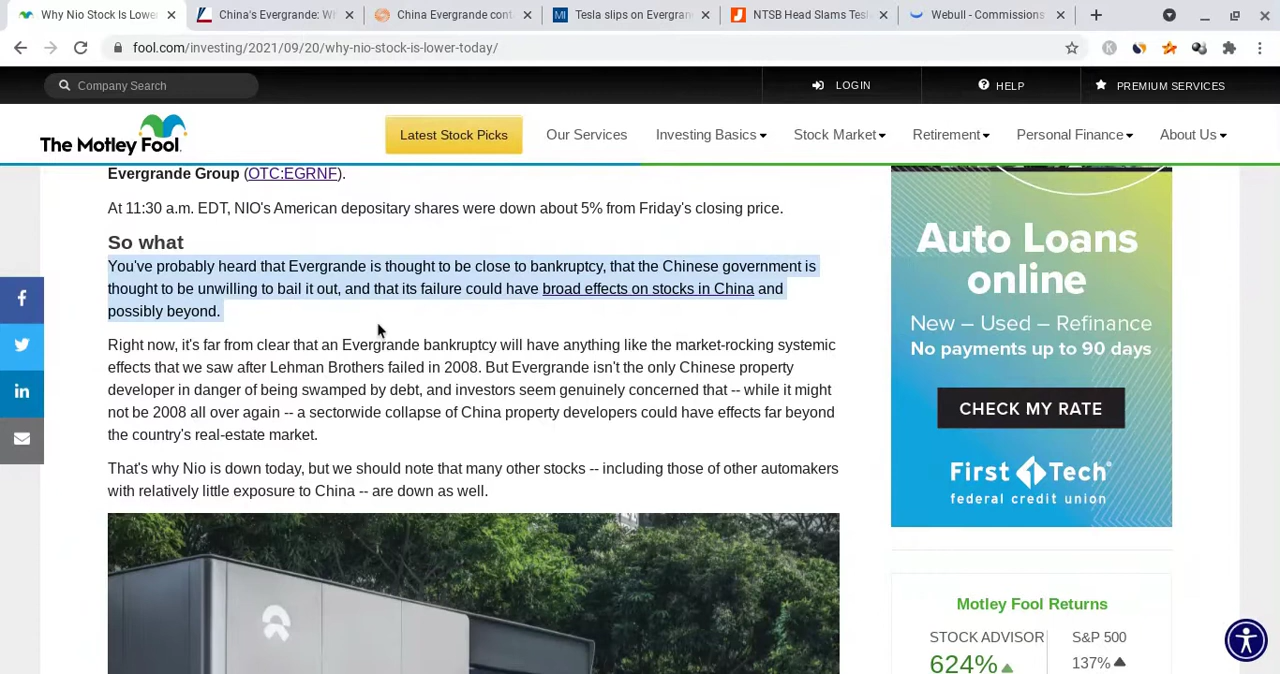 Why Nio Stock Is Lower
China's Evergrande: Wh
China Evergrande cont
Tesla slips on Evergran
NTSB Head Slams Tesl
Webull - Commissions
fool.com/investing/2021/09/20/why-nio-stock-is-lower-today/
Company Search
LOGIN
HELP
PREMIUM SERVICES
The Motley Fool.
Latest Stock Picks
Our Services
Investing Basics
Stock Market
Retirement
Personal Finance
About Us
Evergrande Group (OTC:EGRNF).
At 11:30 a.m. EDT, NIO's American depositary shares were down about 5% from Friday's closing price.
So what
You've probably heard that Evergrande is thought to be close to bankruptcy, that the Chinese government is
thought to be unwilling to bail it out, and that its failure could have broad effects on stocks in China and
possibly beyond.
Right now, it's far from clear that an Evergrande bankruptcy will have anything like the market-rocking systemic
effects that we saw after Lehman Brothers failed in 2008. But Evergrande isn't the only Chinese property
developer in danger of being swamped by debt, and investors seem genuinely concerned that -- while it might
not be 2008 all over again -- a sectorwide collapse of China property developers could have effects far beyond
the country's real-estate market.
That's why Nio is down today, but we should note that many other stocks -- including those of other automakers
with relatively little exposure to China -- are down as well.
Auto Loans
online
New – Used – Refinance
No payments up to 90 days
CHECK MY RATE
First Tech
federal credit union
Motley Fool Returns
STOCK ADVISOR
S&P 500
624%
137%